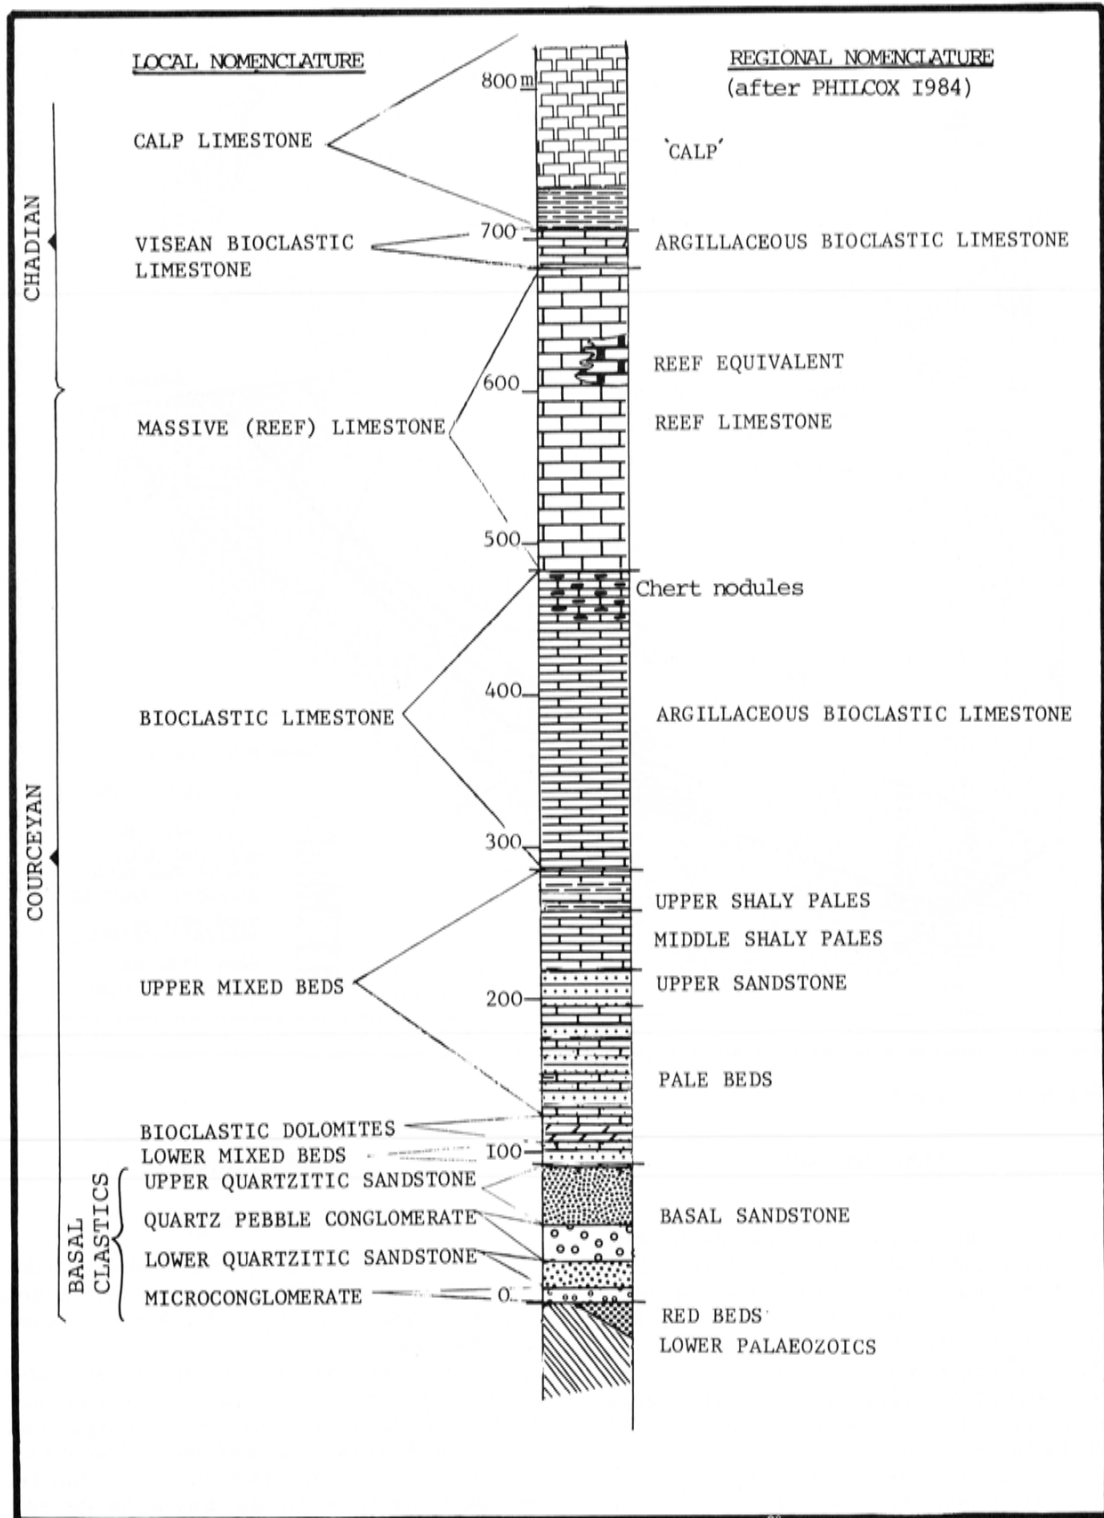 LOCAL NOMENCLATURE
REGIONAL NOMENCLATURE
(after PHILCOX I984)
800 m
CALP LIMESTONE
'CALP'
CHADIAN
700
VISEAN BIOCLASTIC
LIMESTONE
ARGILLACEOUS BIOCLASTIC LIMESTONE
REEF EQUIVALENT
600
MASSIVE (REEF) LIMESTONE
REEF LIMESTONE
500
Chert nodules
400
BIOCLASTIC LIMESTONE
ARGILLACEOUS BIOCLASTIC LIMESTONE
300
COURCEYAN
UPPER SHALY PALES
MIDDLE SHALY PALES
UPPER MIXED BEDS
UPPER SANDSTONE
200
PALE BEDS
BIOCLASTIC DOLOMITES
LOWER MIXED BEDS
I00
BASAL
CLASTICS
UPPER QUARTZITIC SANDSTONE
QUARTZ PEBBLE CONGLOMERATE
BASAL SANDSTONE
LOWER QUARTZITIC SANDSTONE
MICROCONGLOMERATE
0
RED BEDS
LOWER PALAEOZOICS